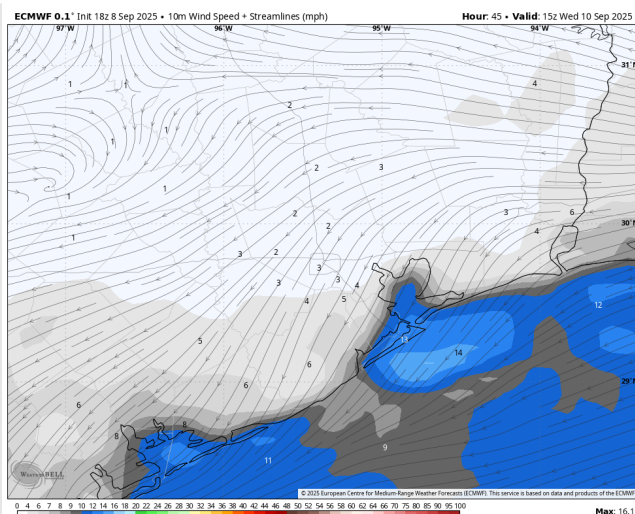 ECMWF 0.1° Init 18z 8 Sep 2025 • 10m Wind Speed + Streamlines (mph)
Hour: 45 • Valid: 15z Wed 10 Sep 2025
97°W 96°W 95°W 94°W
31°N
1 1 2 4
1
1 2 3
1 1
2 3 6 30°N
1 2 4
3 2
3 3 4
3 4 5 12
5 13
14
6 29°N
6
6
8 8
9
11
WEATHERBELL
© 2025 European Centre for Medium-Range Weather Forecasts (ECMWF). This service is based on data and products of the ECMWF
0 4 5 6 7 8 9 10 12 14 16 18 20 22 24 26 28 30 32 34 36 38 40 42 44 46 48 50 52 54 56 58 60 62 64 66 68 70 75 80 85 90 95 100
Max: 16.1